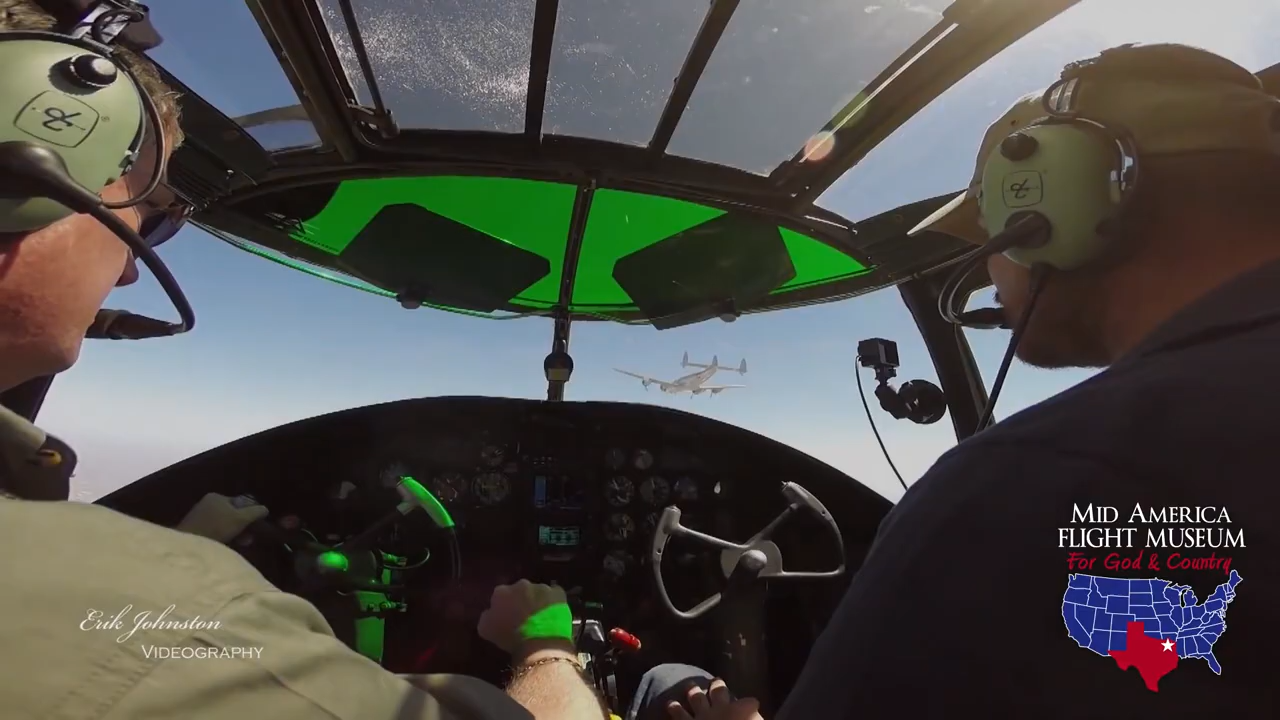 Mid America
Flight Museum
For God & Country
Erik Johnston
Videography